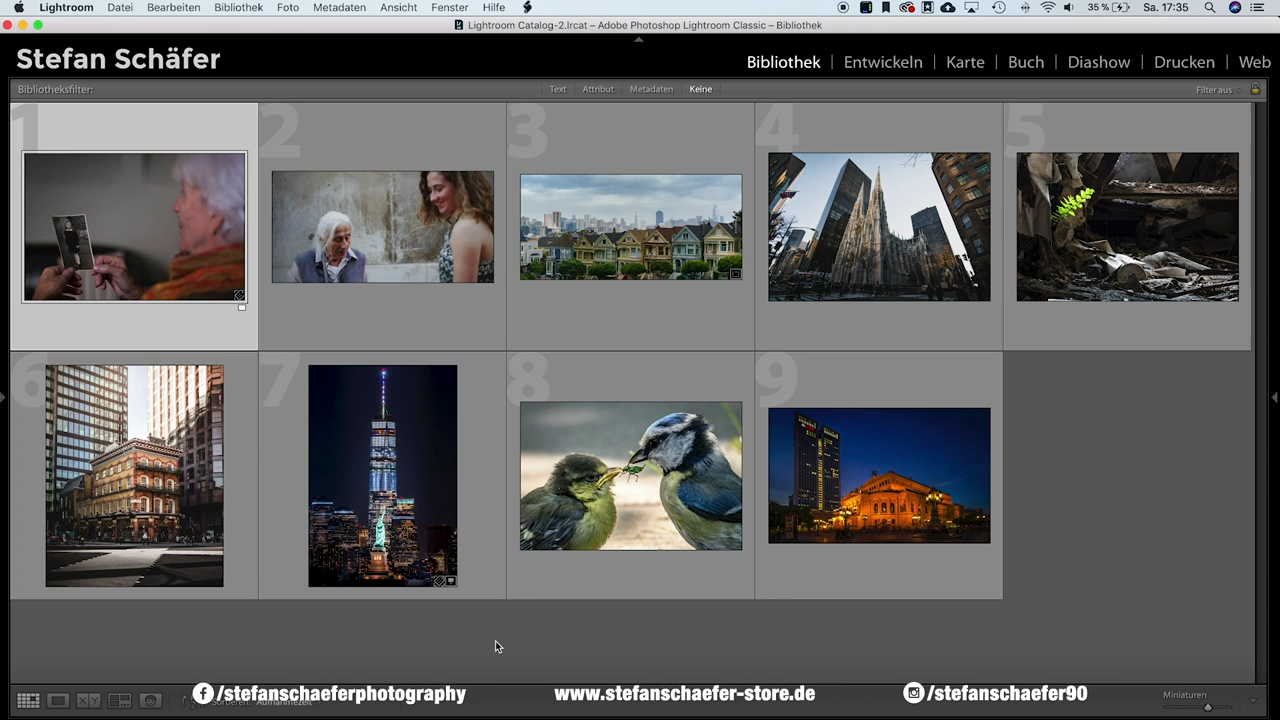 Lightroom Datei Bearbeiten Bibliothek Foto Metadaten Ansicht Fenster Hilfe 35 % Sa. 17:35
Lightroom Catalog-2.lrcat – Adobe Photoshop Lightroom Classic – Bibliothek
Stefan Schäfer
Bibliothek | Entwickeln | Karte | Buch | Diashow | Drucken | Web
Bibliotheksfilter: Text Attribut Metadaten Keine Filter aus
1 2 3 4 5
6 7 8 9
/stefanschaeferphotography www.stefanschaefer-store.de /stefanschaefer90
Sortieren: Aufnahmezeit
Miniaturen